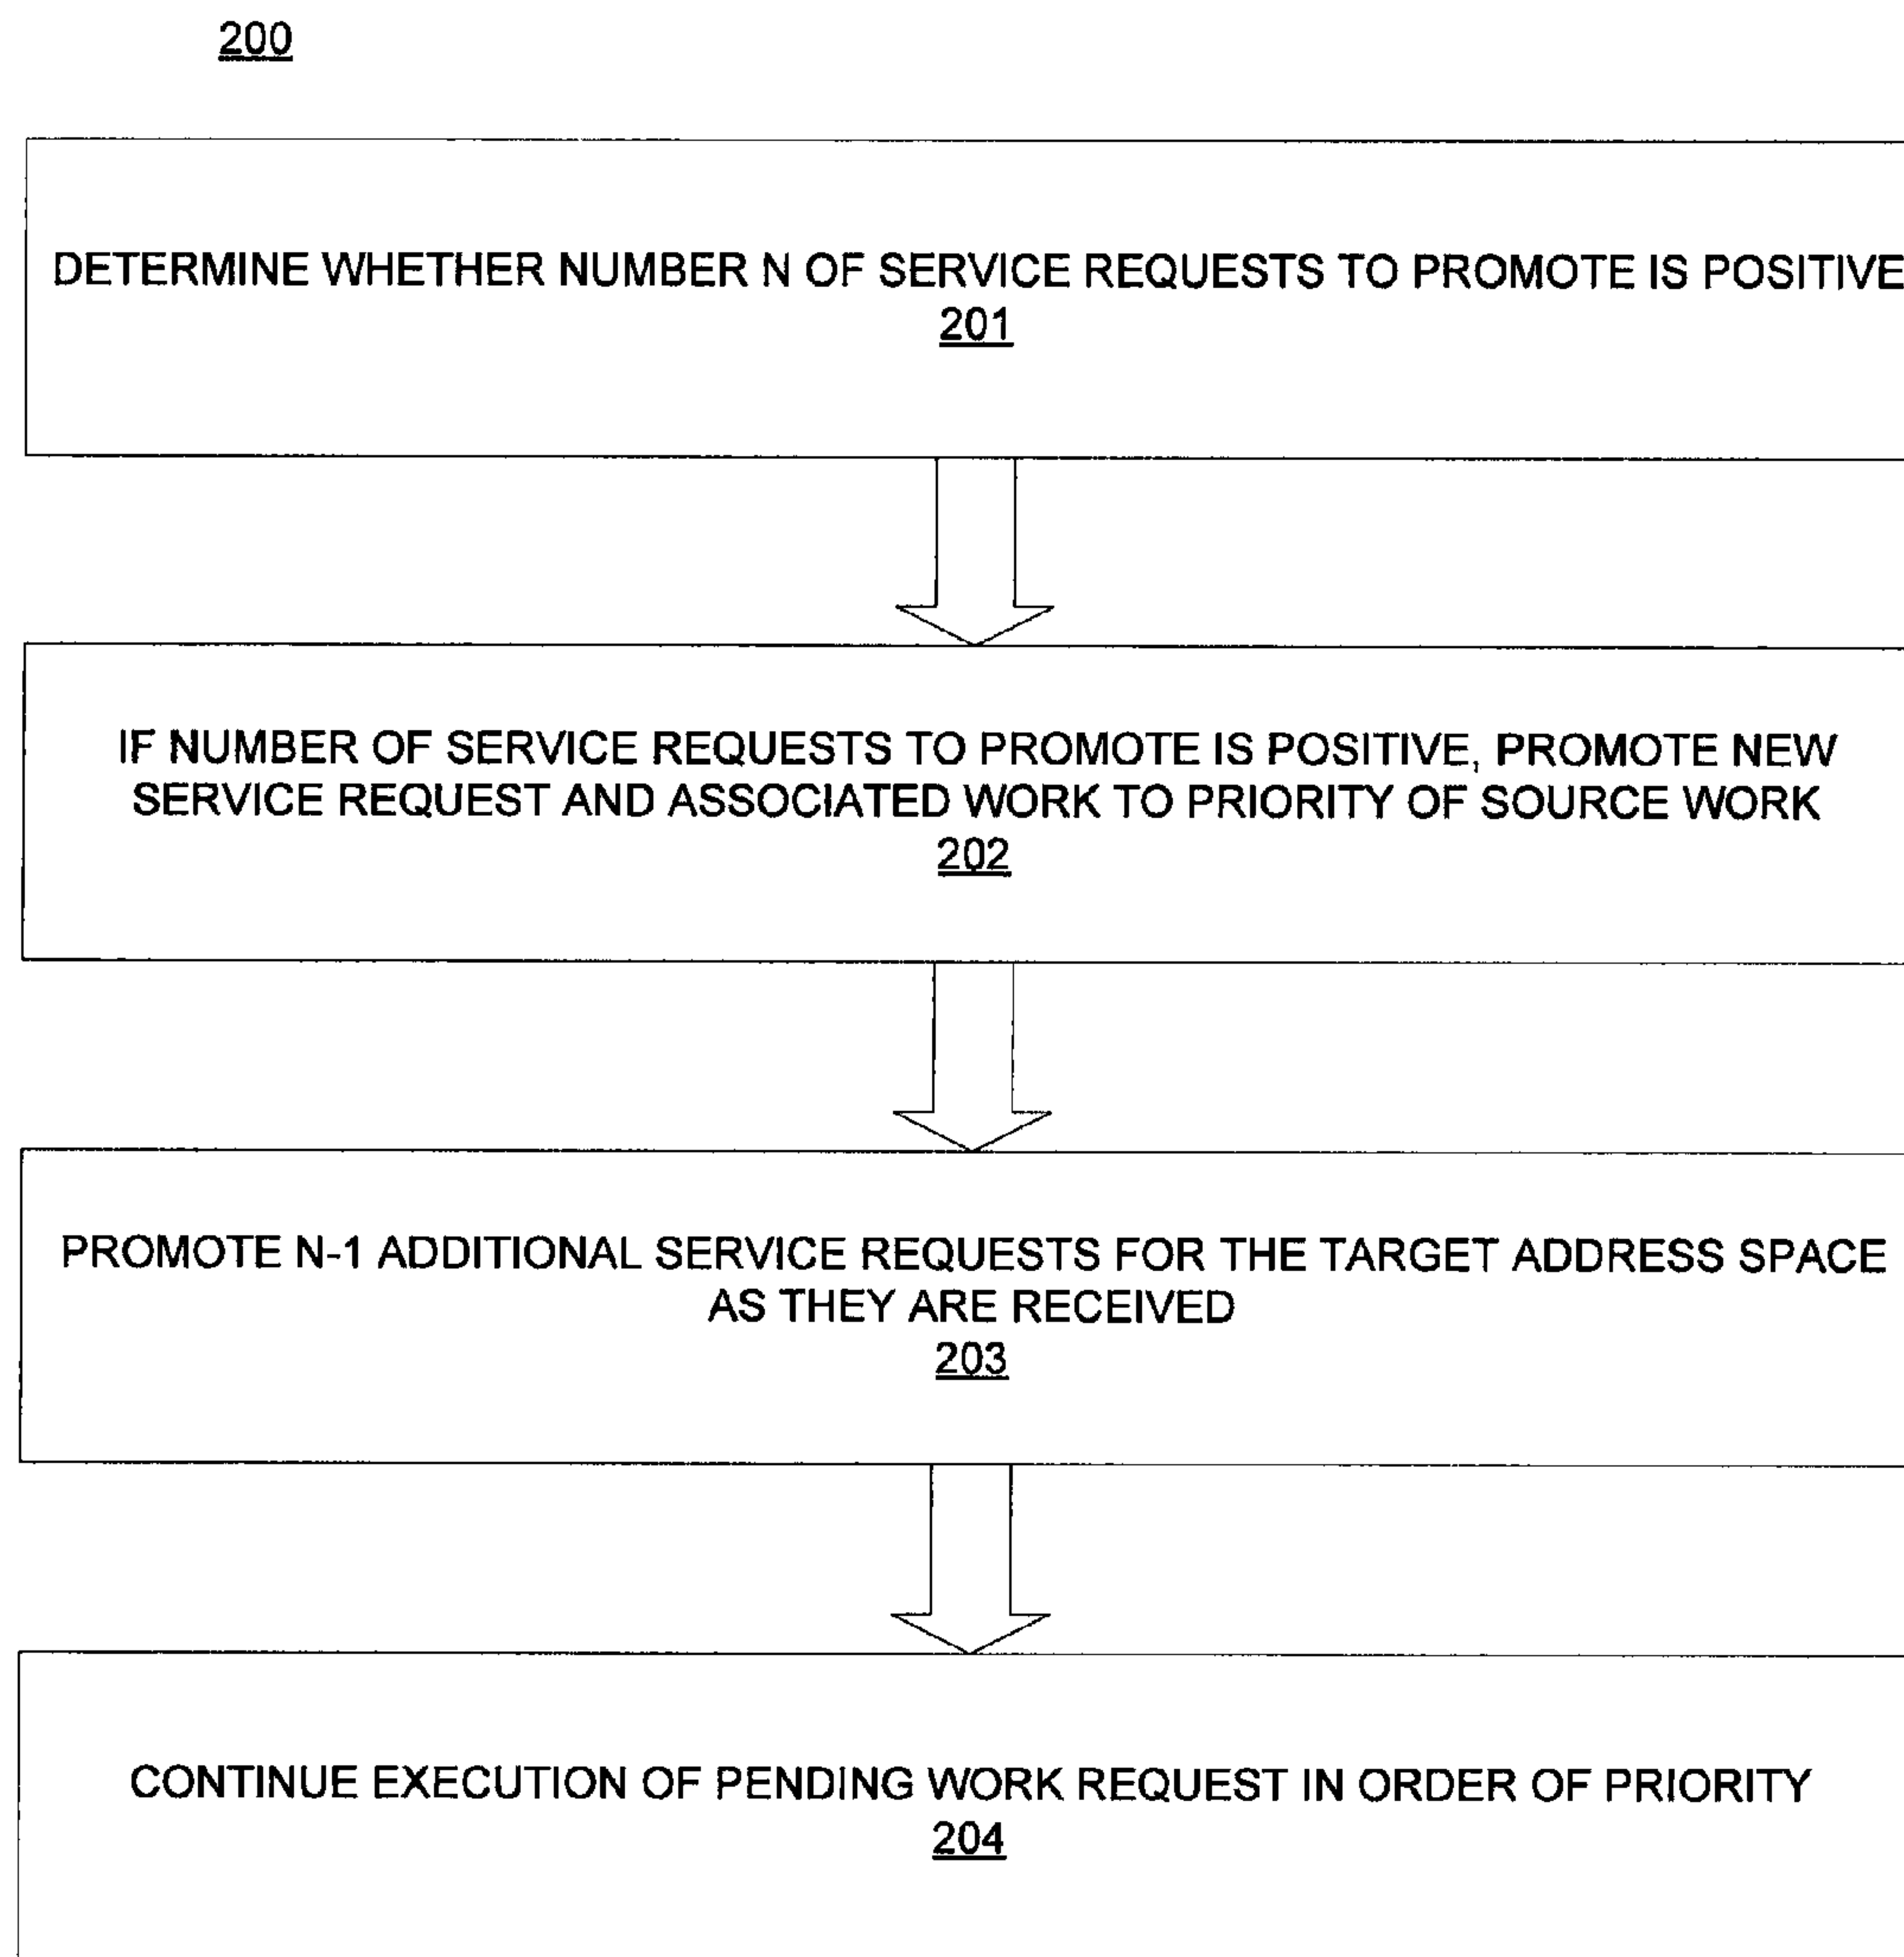 200
DETERMINE WHETHER NUMBER N OF SERVICE REQUESTS TO PROMOTE IS POSITIVE
201
IF NUMBER OF SERVICE REQUESTS TO PROMOTE IS POSITIVE, PROMOTE NEW
SERVICE REQUEST AND ASSOCIATED WORK TO PRIORITY OF SOURCE WORK
202
PROMOTE N-1 ADDITIONAL SERVICE REQUESTS FOR THE TARGET ADDRESS SPACE
AS THEY ARE RECEIVED
203
CONTINUE EXECUTION OF PENDING WORK REQUEST IN ORDER OF PRIORITY
204